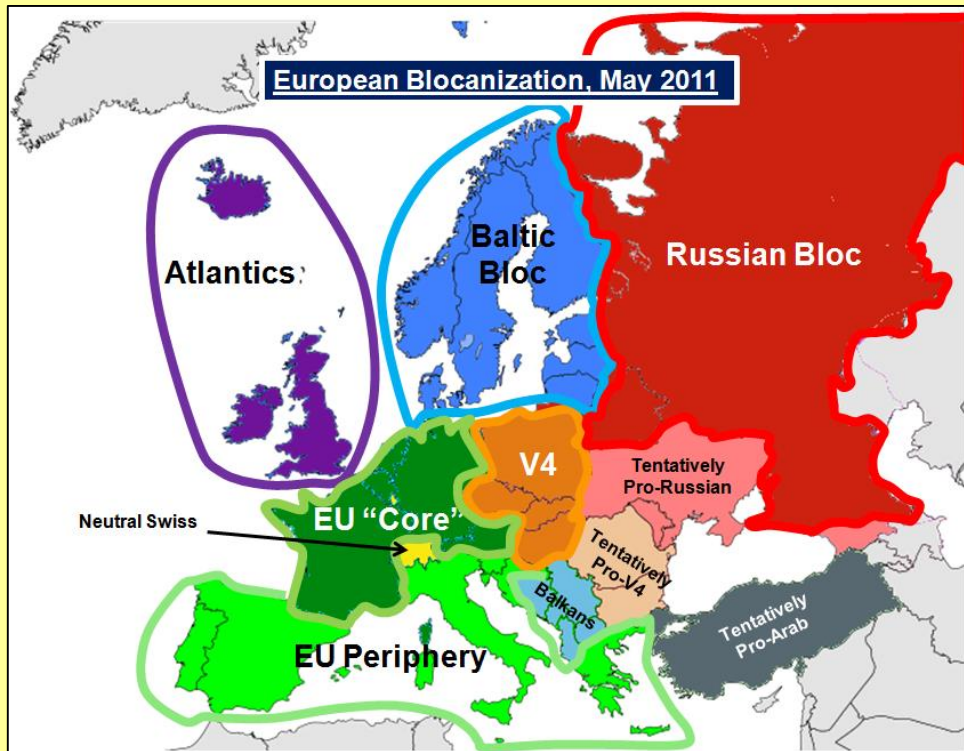 European Blocanization, May 2011
Atlantics
Baltic
Bloc
Russian Bloc
V4
Tentatively
Pro-Russian
EU "Core"
Neutral Swiss
Tentatively
Pro-V4
Balkans
Tentatively
Pro-Arab
EU Periphery